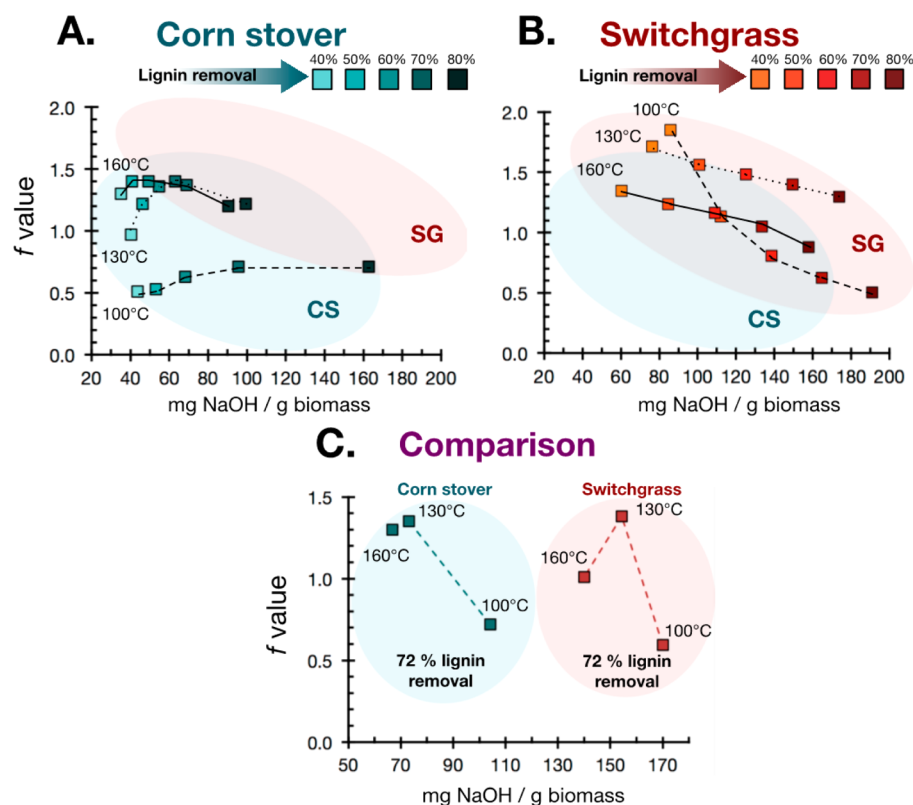 A. Corn stover
Lignin removal
40% 50% 60% 70% 80%
2.0
1.5
1.0
0.5
0.0
f value
160°C
130°C
100°C
SG
CS
20 40 60 80 100 120 140 160 180 200
mg NaOH / g biomass
B. Switchgrass
Lignin removal
40% 50% 60% 70% 80%
2.0
1.5
1.0
0.5
0.0
f value
100°C
130°C
160°C
SG
CS
20 40 60 80 100 120 140 160 180 200
mg NaOH / g biomass
C. Comparison
1.5
1.0
0.5
0.0
f value
Corn stover
130°C
160°C
100°C
72 % lignin
removal
Switchgrass
130°C
160°C
100°C
72 % lignin
removal
50 70 90 110 130 150 170
mg NaOH / g biomass